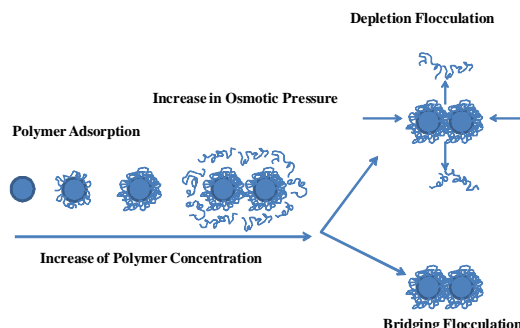 Depletion Flocculation
Increase in Osmotic Pressure
Polymer Adsorption
Increase of Polymer Concentration
Bridging Flocculation